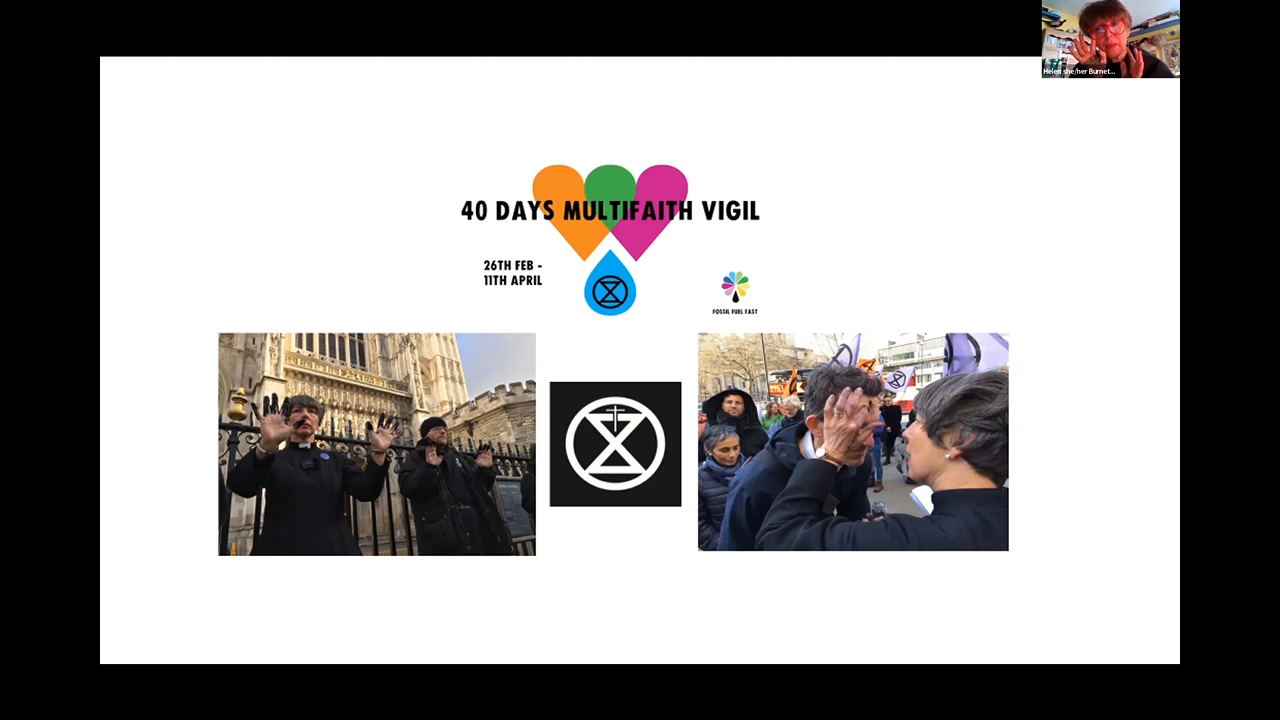 Helen she/her Burnet...
40 DAYS MULTIFAITH VIGIL
26TH FEB -
11TH APRIL
FOSSIL FUEL FAST